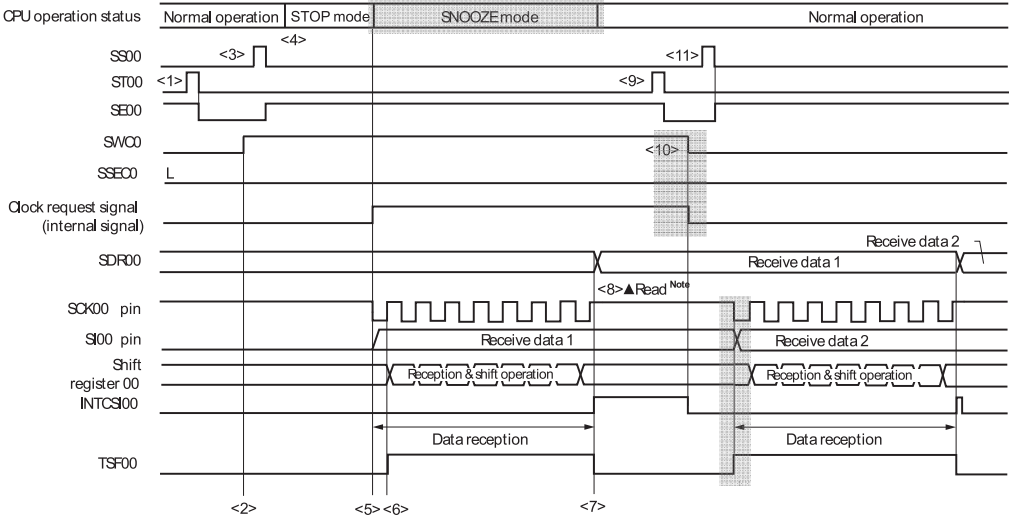 CPU operation status Normal operation STOP mode SNOOZE mode Normal operation
<4>
SS00 <3> <11>
ST00 <1> <9>
SE00
SWC0 <10>
SSEC0 L
Clock request signal
(internal signal)
Receive data 2
SDR00 Receive data 1
<8>▲Read Note
SCK00 pin
SI00 pin Receive data 1 Receive data 2
Shift
register 00 Reception & shift operation Reception & shift operation
INTCSI00
Data reception Data reception
TSF00
<2> <5> <6> <7>